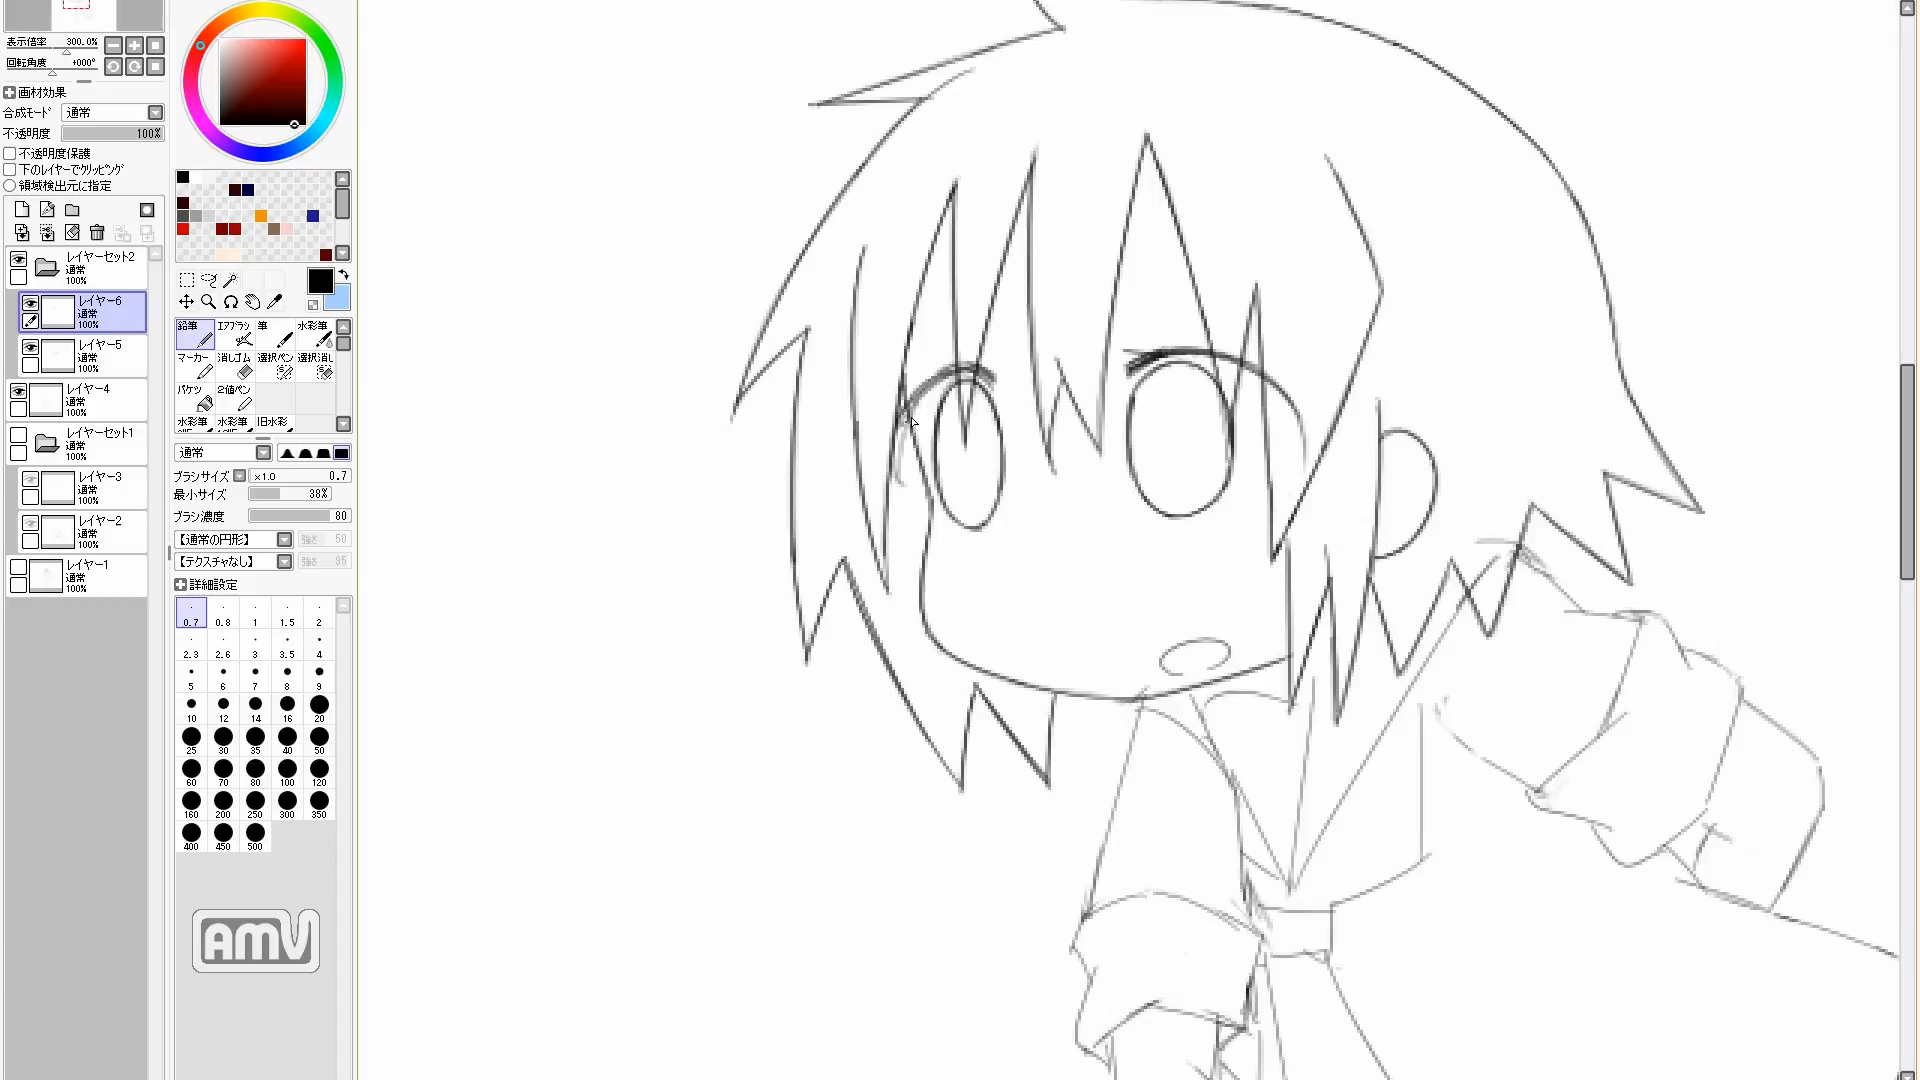 表示倍率 300.0%
回転角度 +000°
画材効果
合成モード 通常
不透明度 100%
不透明度保護
下のレイヤーでクリッピング
領域検出元に指定
レイヤーセット2
通常
100%
レイヤー6
通常
100%
レイヤー5
通常
100%
レイヤー4
通常
100%
レイヤーセット1
通常
100%
レイヤー3
通常
100%
レイヤー2
通常
100%
レイヤー1
通常
100%
鉛筆 エアブラシ 筆 水彩筆
マーカー 消しゴム 選択ペン 選択消し
バケツ 2値ペン
水彩筆 水彩筆 旧水彩
通常
ブラシサイズ x1.0 0.7
最小サイズ 38%
ブラシ濃度 80
【通常の円形】 強さ 50
【テクスチャなし】 強さ 95
詳細設定
0.7 0.8 1 1.5 2
2.3 2.6 3 3.5 4
5 6 7 8 9
10 12 14 16 20
25 30 35 40 50
60 70 80 100 120
160 200 250 300 350
400 450 500
AMV